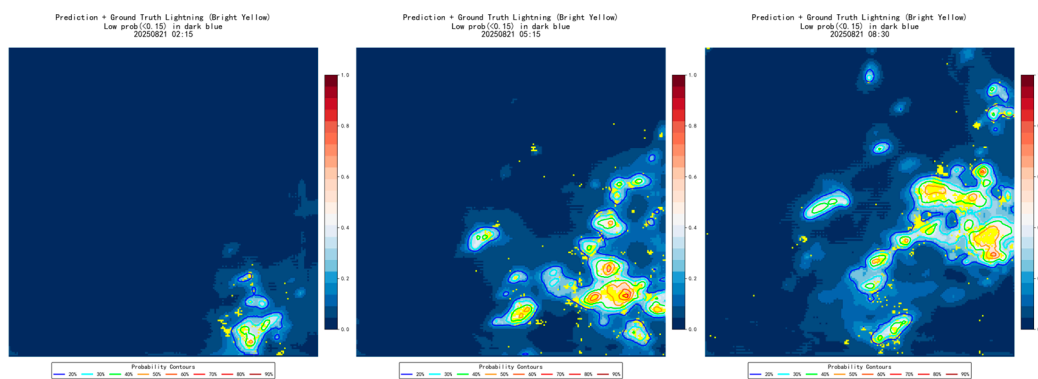 Prediction + Ground Truth Lightning (Bright Yellow)
Low prob(<0.15) in dark blue
20250821 02:15
1.0
0.8
0.6
0.4
0.2
0.0
Probability Contours
20% 30% 40% 50% 60% 70% 80% 90%
Prediction + Ground Truth Lightning (Bright Yellow)
Low prob(<0.15) in dark blue
20250821 05:15
1.0
0.8
0.6
0.4
0.2
0.0
Probability Contours
20% 30% 40% 50% 60% 70% 80% 90%
Prediction + Ground Truth Lightning (Bright Yellow)
Low prob(<0.15) in dark blue
20250821 08:30
Probability Contours
20% 30% 40% 50% 60% 70% 80% 90%